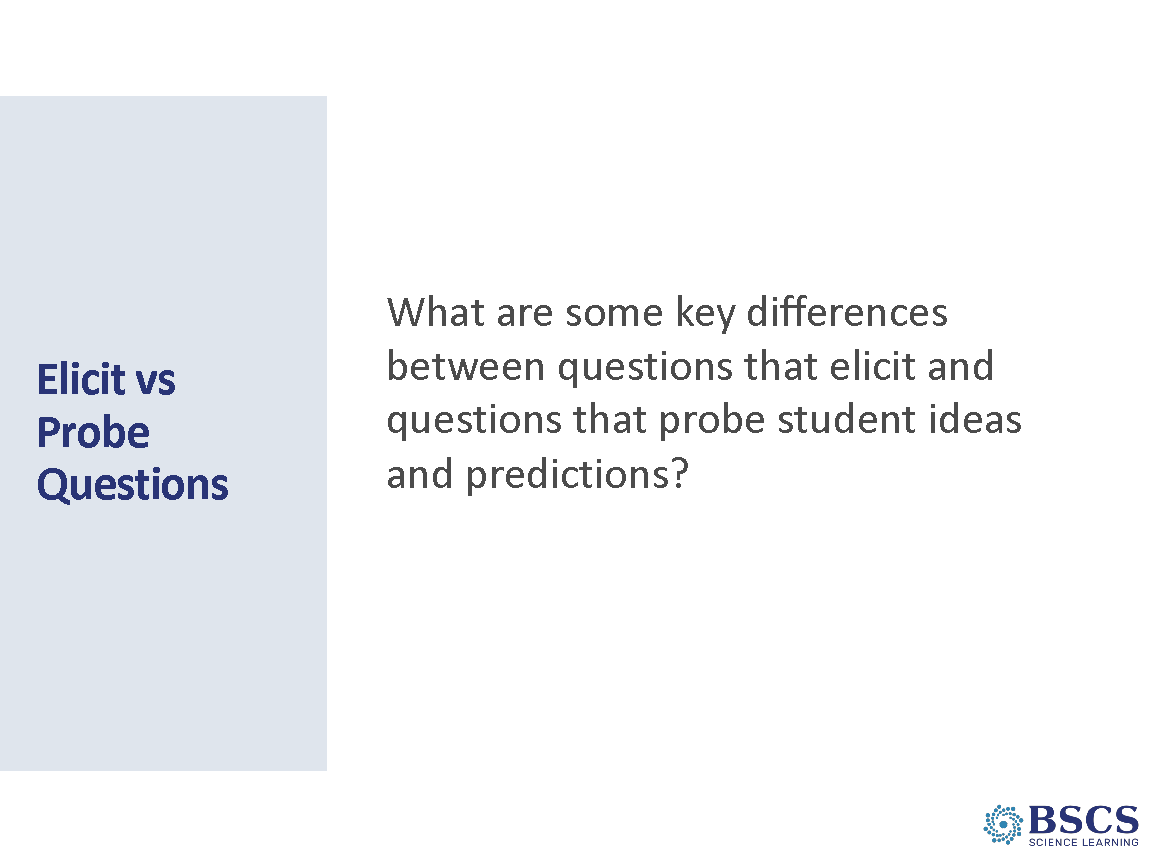 Elicit vs
Probe
Questions
What are some key differences
between questions that elicit and
questions that probe student ideas
and predictions?
BSCS
SCIENCE LEARNING